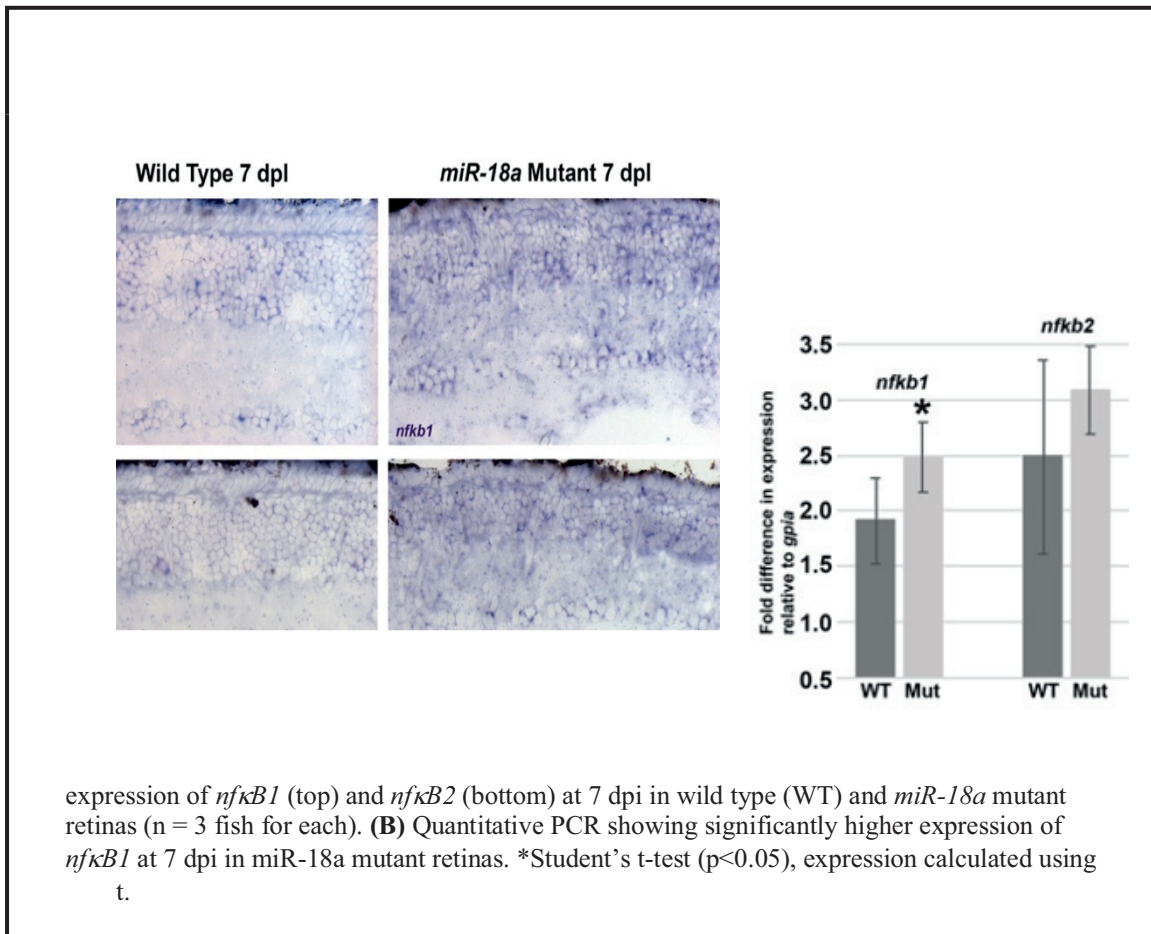 Wild Type 7 dpl
miR-18a Mutant 7 dpl
nfkb1
nfkb2
3.5
nfkb1
3.0
*
2.5
2.0
1.5
1.0
0.5
Fold difference in expression
relative to gpia
WT Mut WT Mut
expression of nfκB1 (top) and nfκB2 (bottom) at 7 dpi in wild type (WT) and miR-18a mutant
retinas (n = 3 fish for each). (B) Quantitative PCR showing significantly higher expression of
nfκB1 at 7 dpi in miR-18a mutant retinas. *Student’s t-test (p<0.05), expression calculated using
t.